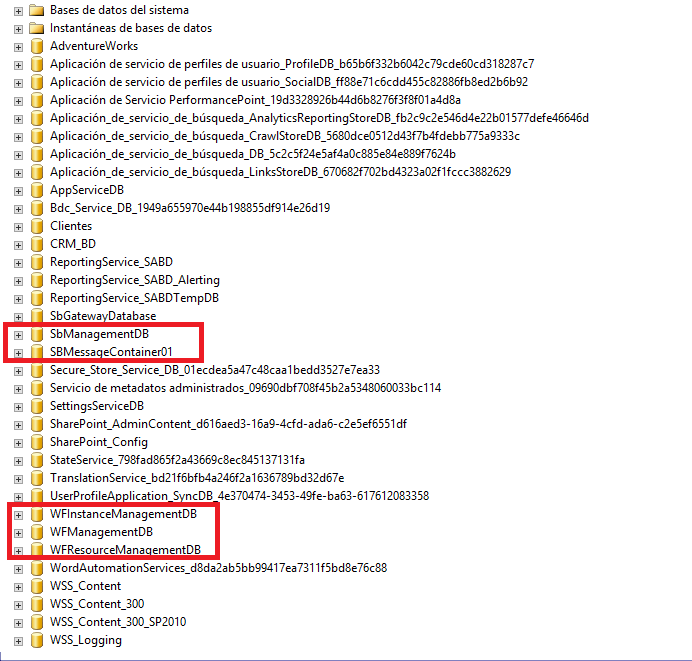 Bases de datos del sistema
Instantáneas de bases de datos
AdventureWorks
Aplicación de servicio de perfiles de usuario_ProfileDB_b65b6f332b6042c79cde60cd318287c7
Aplicación de servicio de perfiles de usuario_SocialDB_ff88e71c6cdd455c82886fb8ed2b6b92
Aplicación de Servicio PerformancePoint_19d3328926b44d6b8276f3f8f01a4d8a
Aplicación_de_servicio_de_búsqueda_AnalyticsReportingStoreDB_fb2c9c2e546d4e22b01577defe46646d
Aplicación_de_servicio_de_búsqueda_CrawlStoreDB_5680dce0512d43f7b4fdebb775a9333c
Aplicación_de_servicio_de_búsqueda_DB_5c2c5f24e5af4a0c885e84e889f7624b
Aplicación_de_servicio_de_búsqueda_LinksStoreDB_670682f702bd4323a02f1fccc3882629
AppServiceDB
Bdc_Service_DB_1949a655970e44b198855df914e26d19
Clientes
CRM_BD
ReportingService_SABD
ReportingService_SABD_Alerting
ReportingService_SABDTempDB
SbGatewayDatabase
SbManagementDB
SBMessageContainer01
Secure_Store_Service_DB_01ecdea5a47c48caa1bedd3527e7ea33
Servicio de metadatos administrados_09690dbf708f45b2a5348060033bc114
SettingsServiceDB
SharePoint_AdminContent_d616aed3-16a9-4cfd-ada6-c2e5ef6551df
SharePoint_Config
StateService_798fad865f2a43669c8ec845137131fa
TranslationService_bd21f6bfb4a246f2a1636789bd32d67e
UserProfileApplication_SyncDB_4e370474-3453-49fe-ba63-617612083358
WFInstanceManagementDB
WFManagementDB
WFResourceManagementDB
WordAutomationServices_d8da2ab5bb99417ea7311f5bd8e76c88
WSS_Content
WSS_Content_300
WSS_Content_300_SP2010
WSS_Logging